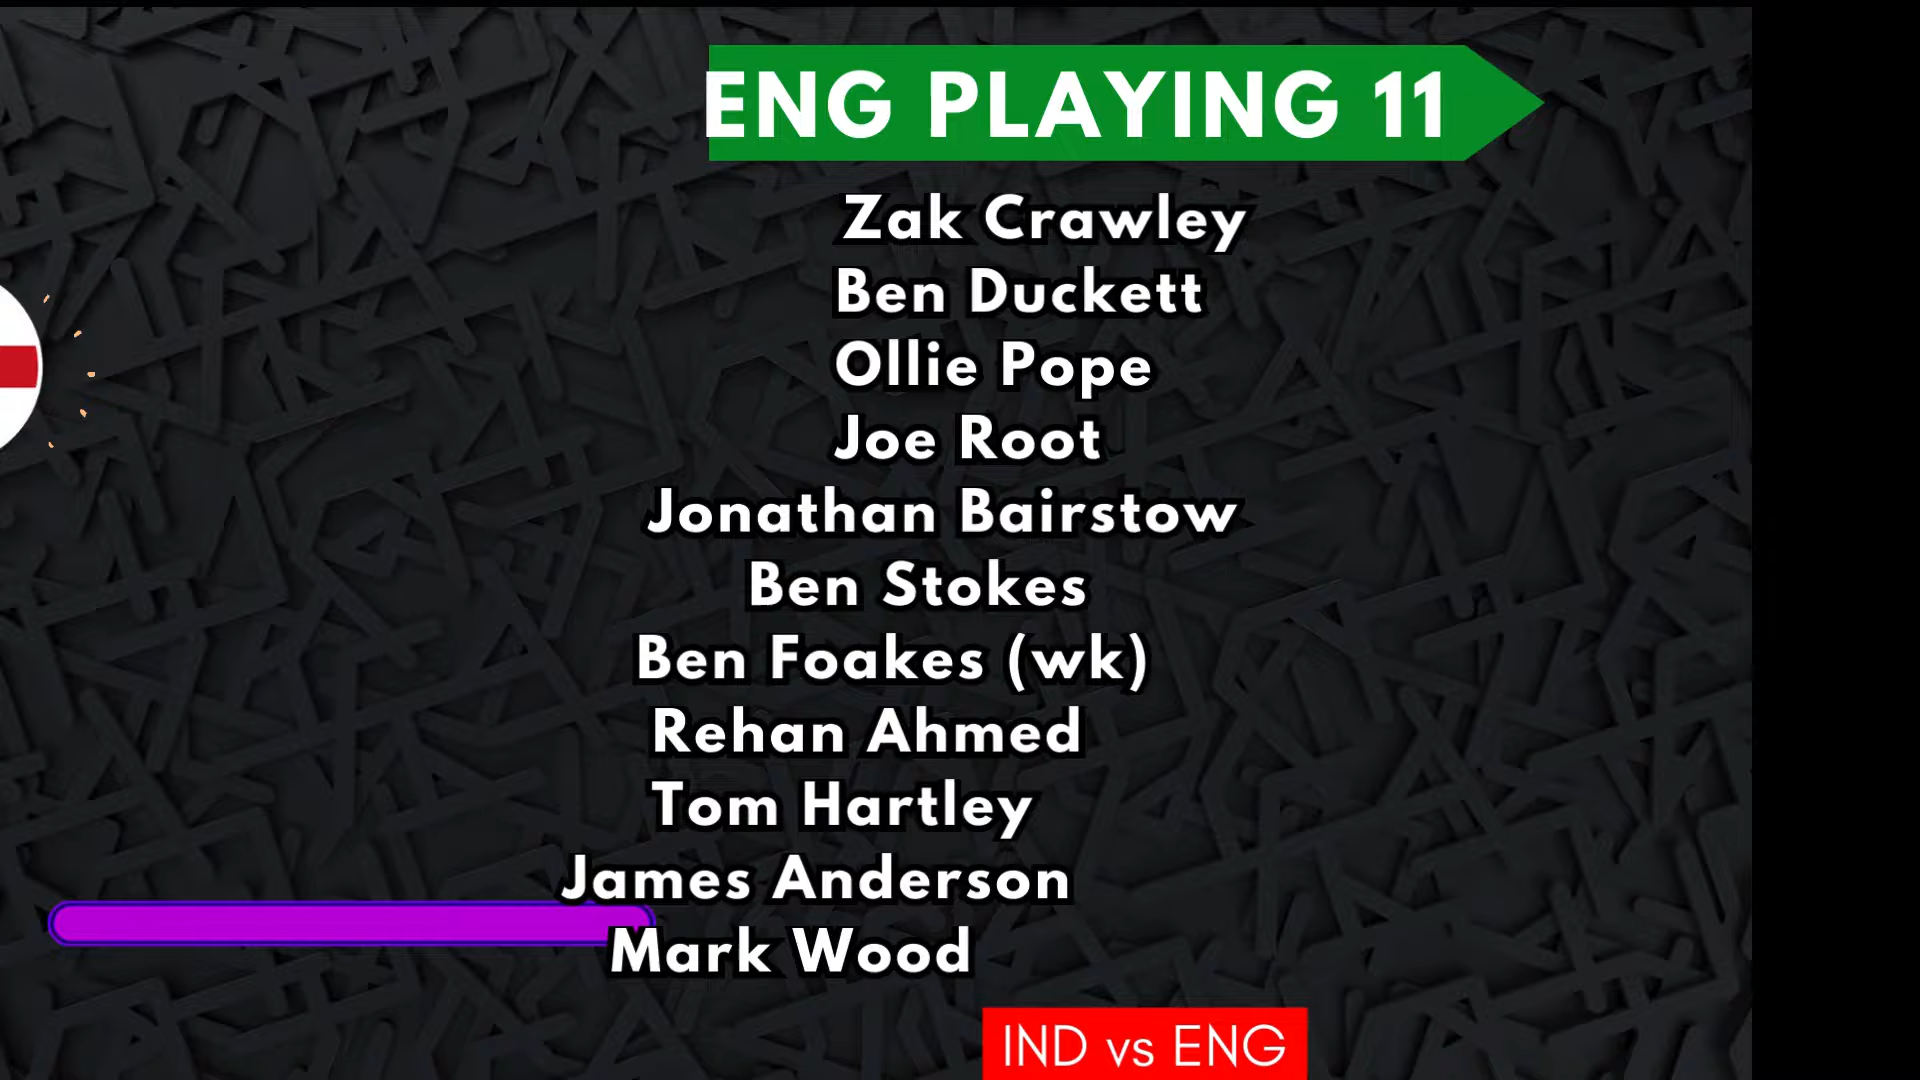 ENG PLAYING 11
Zak Crawley
Ben Duckett
Ollie Pope
Joe Root
Jonathan Bairstow
Ben Stokes
Ben Foakes (wk)
Rehan Ahmed
Tom Hartley
James Anderson
Mark Wood
IND vs ENG